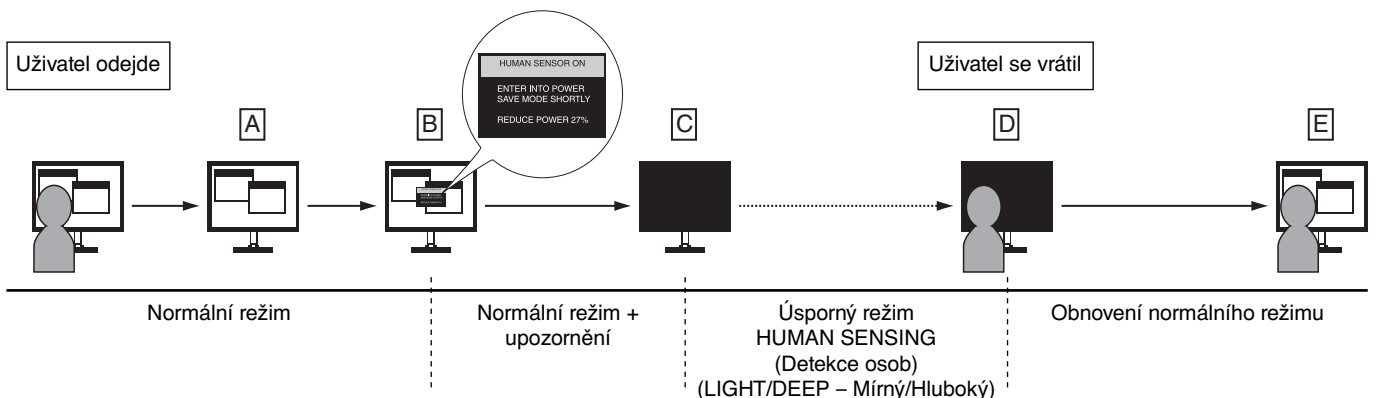 Uživatel odejde
HUMAN SENSOR ON
ENTER INTO POWER
SAVE MODE SHORTLY
REDUCE POWER 27%
Uživatel se vrátil
A
B
C
D
E
Normální režim
Normální režim +
upozornění
Úsporný režim
HUMAN SENSING
(Detekce osob)
(LIGHT/DEEP – Mírný/Hluboký)
Obnovení normálního režimu